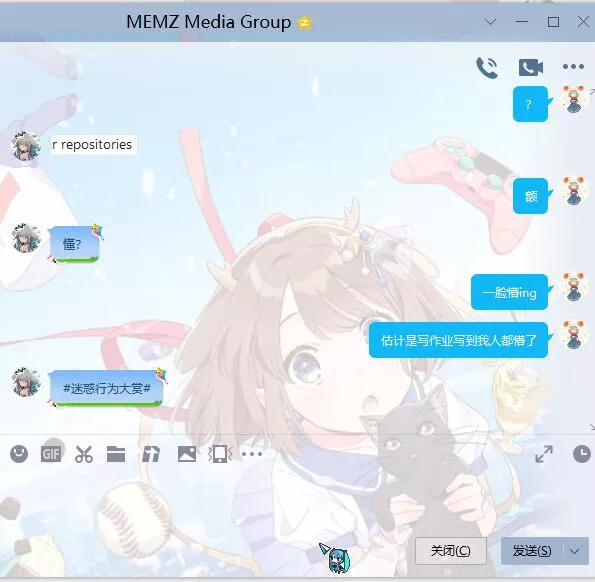 MEMZ Media Group
?
r repositories
额
懂?
一脸懵ing
估计是写作业写到我人都懵了
#迷惑行为大赏#
GIF
关闭(C)
发送(S)